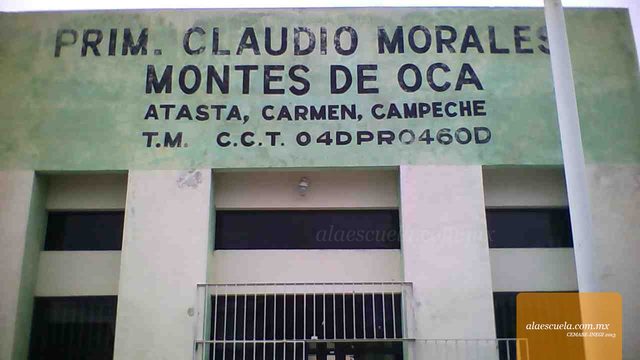 PRIM. CLAUDIO MORALES
MONTES DE OCA
ATASTA, CARMEN, CAMPECHE
T.M. C.C.T. 04DPR0460D
alaescuela.com.mx
alaescuela.com.mx
CEMABE-INEGI 2013